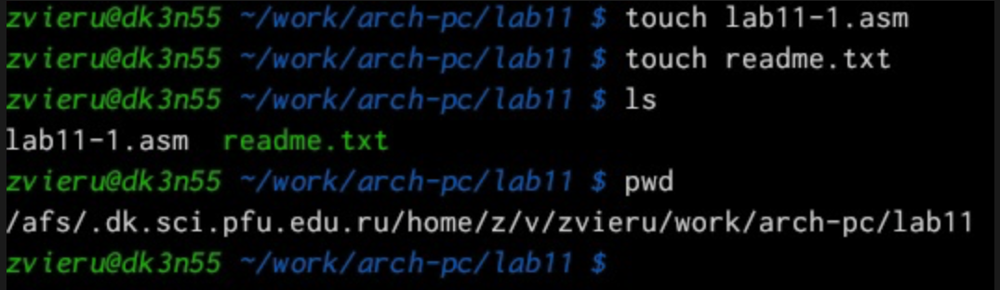 zvieru@dk3n55 ~/work/arch-pc/lab11 $ touch lab11-1.asm
zvieru@dk3n55 ~/work/arch-pc/lab11 $ touch readme.txt
zvieru@dk3n55 ~/work/arch-pc/lab11 $ ls
lab11-1.asm  readme.txt
zvieru@dk3n55 ~/work/arch-pc/lab11 $ pwd
/afs/.dk.sci.pfu.edu.ru/home/z/v/zvieru/work/arch-pc/lab11
zvieru@dk3n55 ~/work/arch-pc/lab11 $